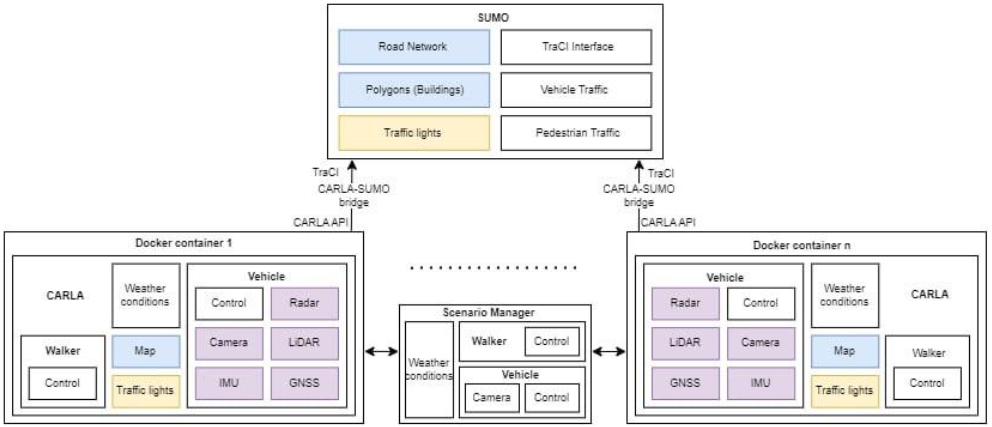 SUMO
Road Network
TraCI Interface
Polygons (Buildings)
Vehicle Traffic
Traffic lights
Pedestrian Traffic
TraCI
CARLA-SUMO
bridge
CARLA API
TraCI
CARLA-SUMO
bridge
CARLA API
Docker container 1
CARLA
Weather
conditions
Vehicle
Control
Radar
Walker
Control
Map
Camera
LiDAR
Traffic lights
IMU
GNSS
Scenario Manager
Weather
conditions
Walker
Control
Vehicle
Camera
Control
Docker container n
Vehicle
Radar
Control
Weather
conditions
CARLA
LiDAR
Camera
Map
Walker
Control
GNSS
IMU
Traffic lights